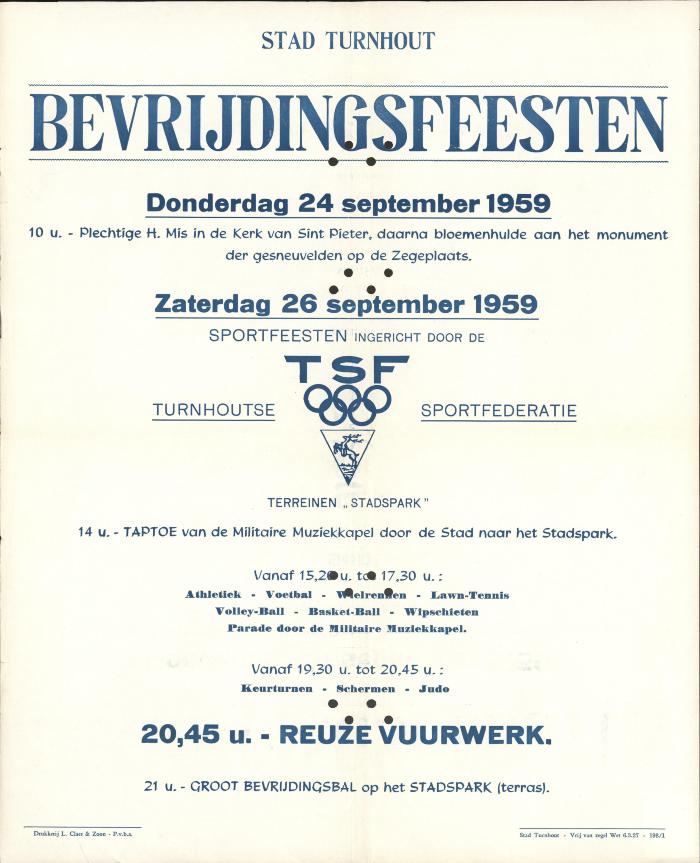 STAD TURNHOUT
BEVRIJDINGSFEESTEN
Donderdag 24 september 1959
10 u. - Plechtige H. Mis in de Kerk van Sint Pieter, daarna bloemenhulde aan het monument
der gesneuvelden op de Zegeplaats.
Zaterdag 26 september 1959
SPORTFEESTEN INGERICHT DOOR DE
TSF
TURNHOUTSE SPORTFEDERATIE
TERREINEN „STADSPARK"
14 u. - TAPTOE van de Militaire Muziekkapel door de Stad naar het Stadspark.
Vanaf 15,20 u. tot 17,30 u. :
Athletiek - Voetbal - Wielrennen - Lawn-Tennis
Volley-Ball - Basket-Ball - Wipschieten
Parade door de Militaire Muziekkapel.
Vanaf 19,30 u. tot 20,45 u. :
Keurturnen - Schermen - Judo
20,45 u. - REUZE VUURWERK.
21 u. - GROOT BEVRIJDINGSBAL op het STADSPARK (terras).
Drukkerij L. Claes & Zoon - P.v.b.a.
Stad Turnhout - Vrij van zegel Wet 6.3.27 - 198/1